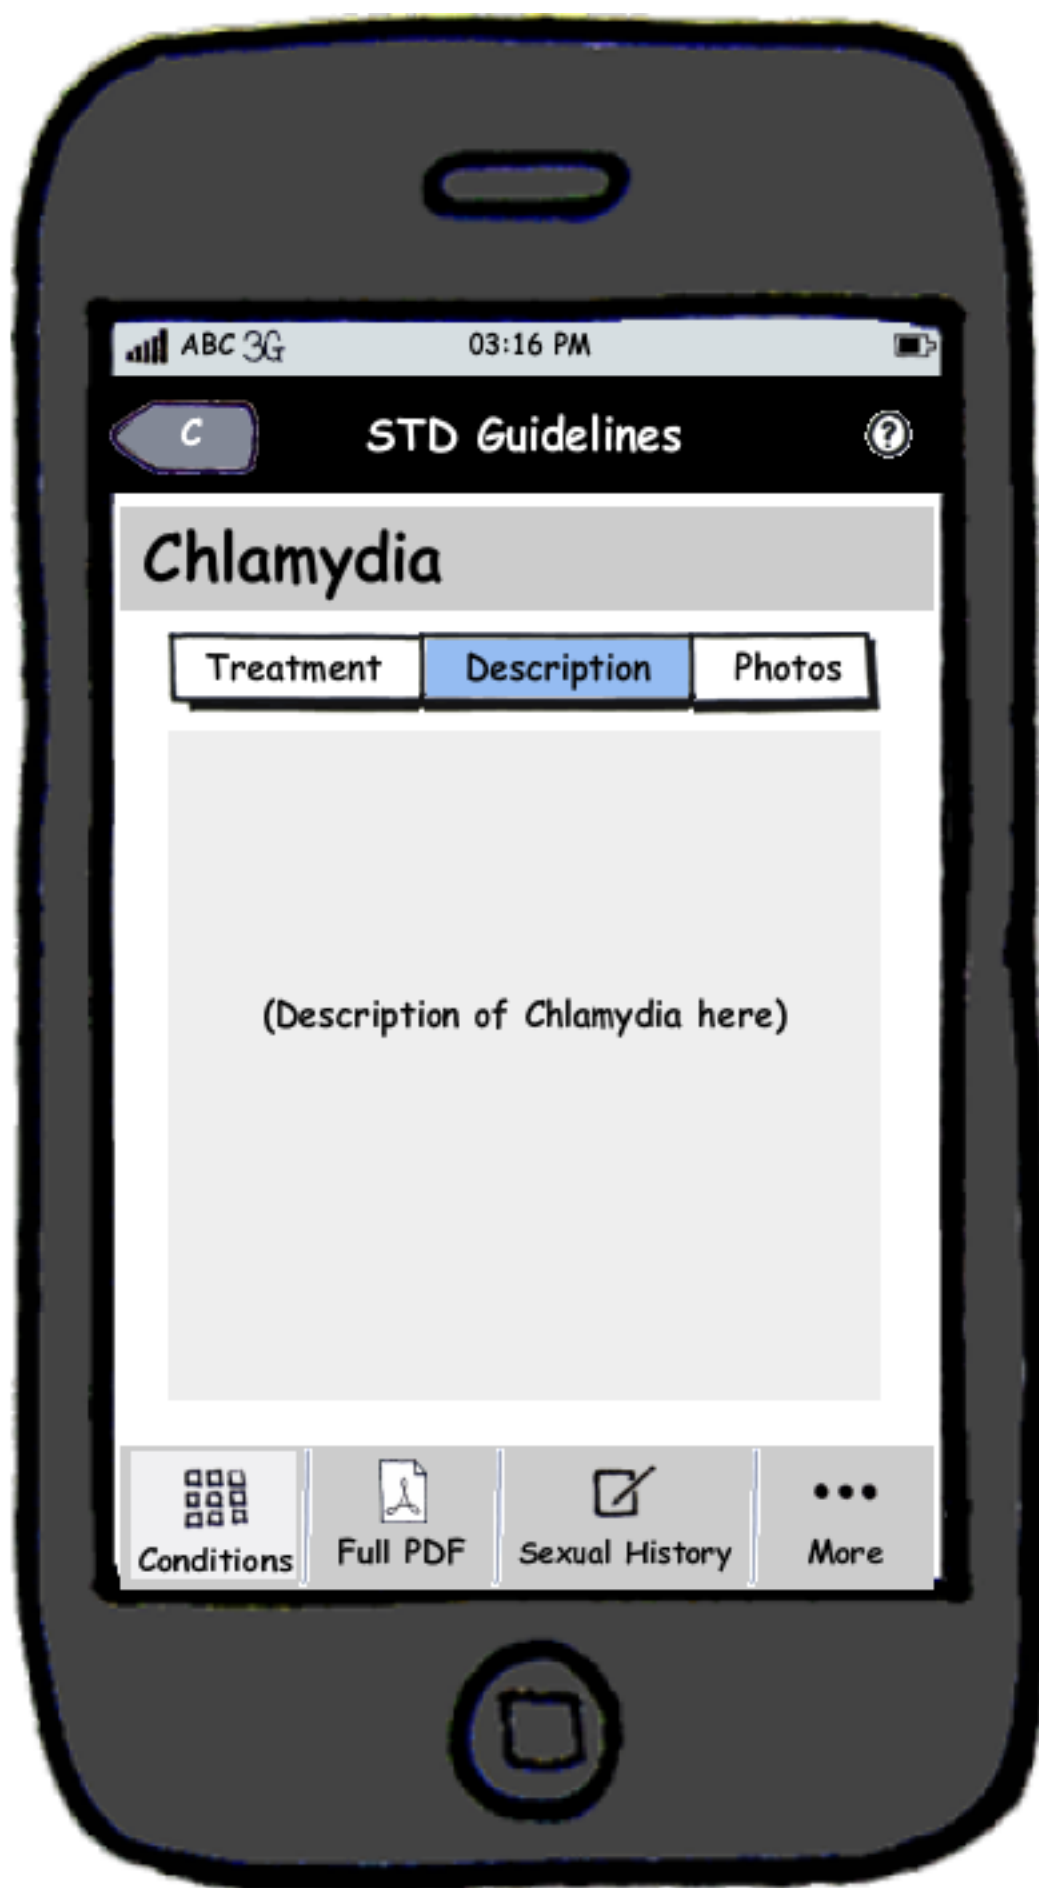 ABC 3G 03:16 PM
C STD Guidelines ?
Chlamydia
Treatment Description Photos
(Description of Chlamydia here)
Conditions Full PDF Sexual History More